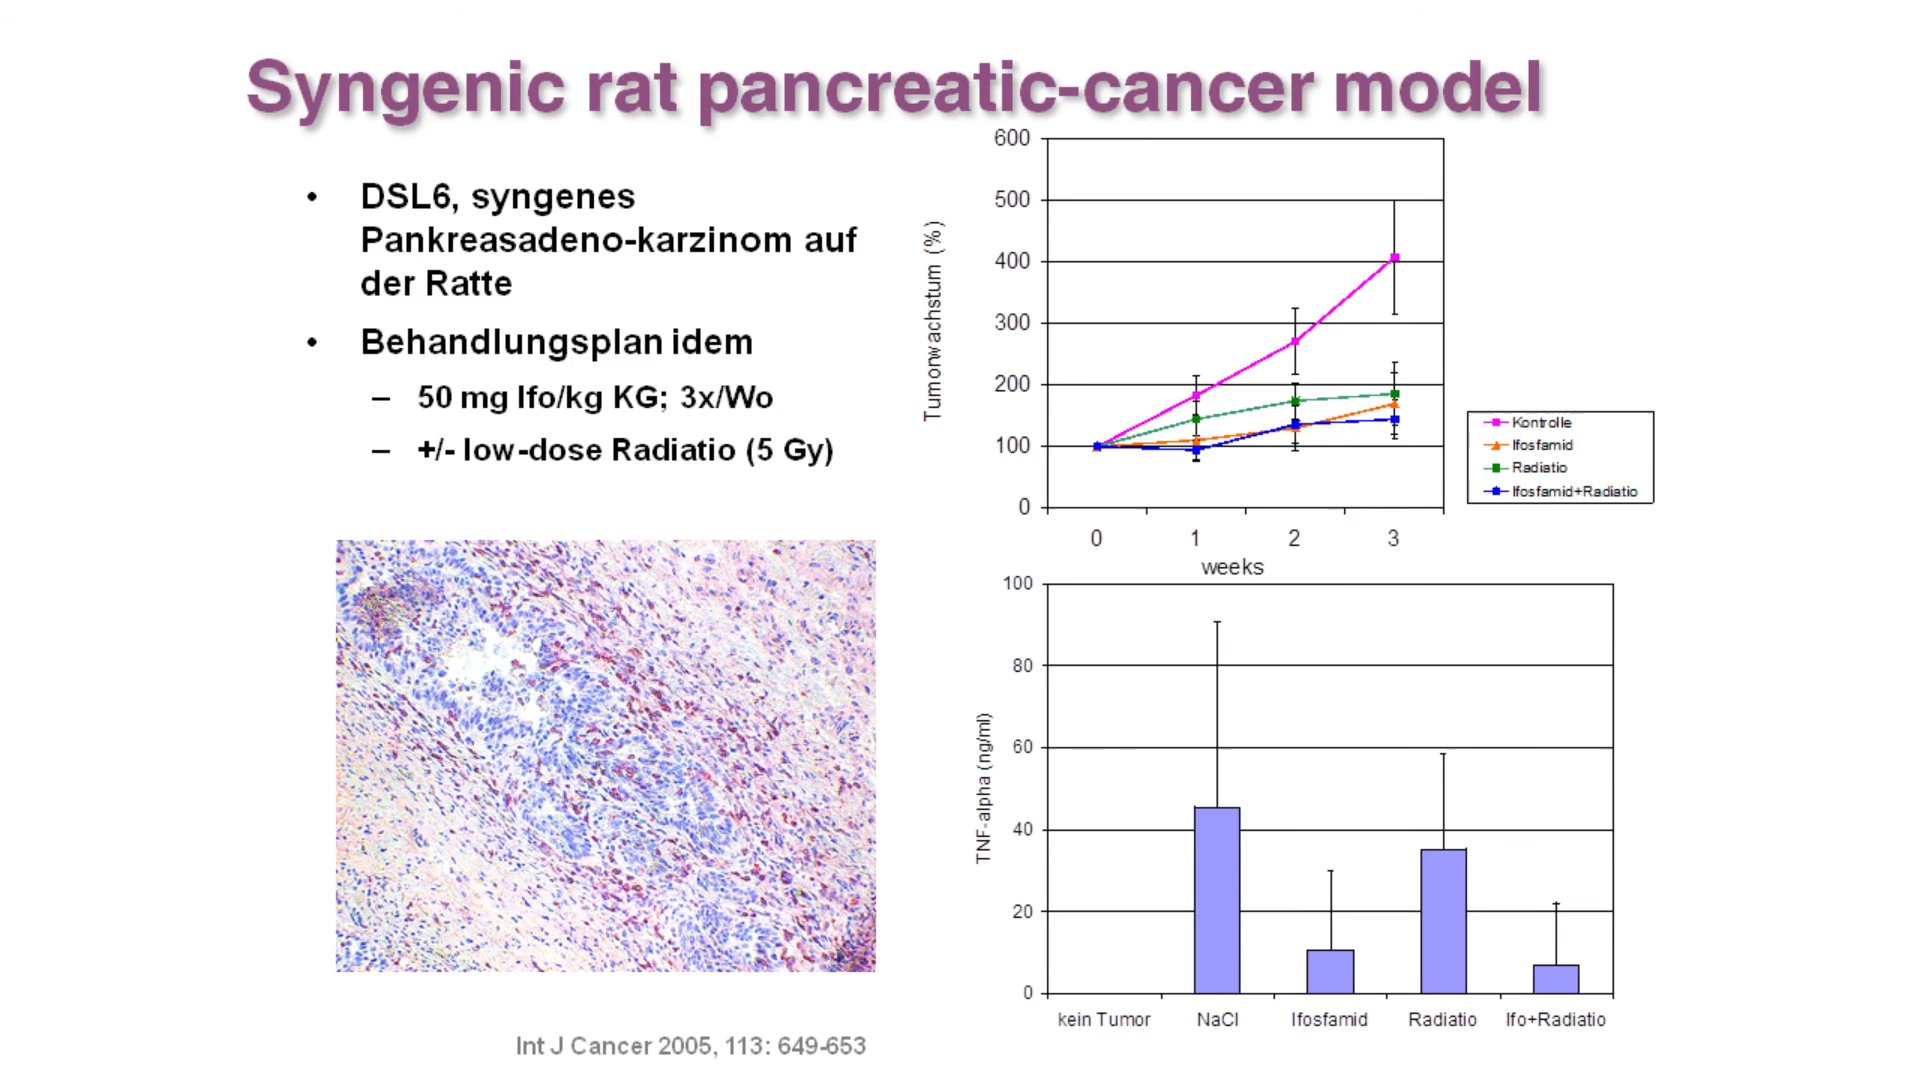 Syngenic rat pancreatic-cancer model
• DSL6, syngenes
Pankreasadeno-karzinom auf
der Ratte
• Behandlungsplan idem
– 50 mg Ifo/kg KG; 3x/Wo
– +/- low-dose Radiatio (5 Gy)
Int J Cancer 2005, 113: 649-653
Tumorwachstum (%)
600
500
400
300
200
100
0
0 1 2 3
weeks
Kontrolle
Ifosfamid
Radiatio
Ifosfamid+Radiatio
TNF-alpha (ng/ml)
100
80
60
40
20
0
kein Tumor NaCl Ifosfamid Radiatio Ifo+Radiatio